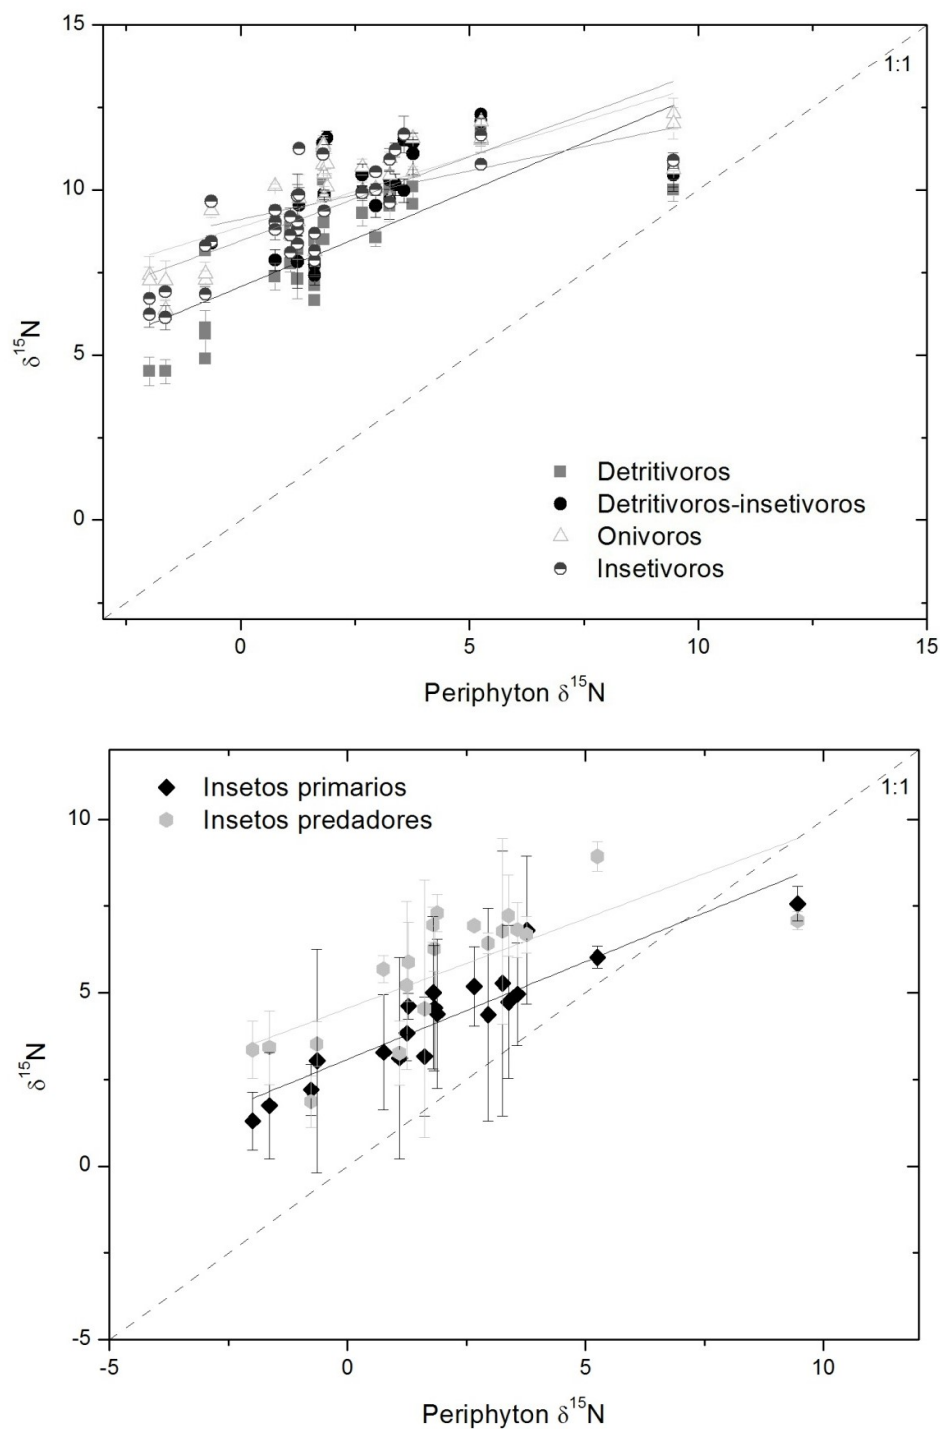 15
1:1
10
δ¹⁵N
5
Detritivoros
Detritivoros-insetivoros
Onivoros
Insetivoros
0
0 5 10 15
Periphyton δ¹⁵N
Insetos primarios
Insetos predadores
1:1
10
δ¹⁵N
5
0
-5
-5 0 5 10
Periphyton δ¹⁵N